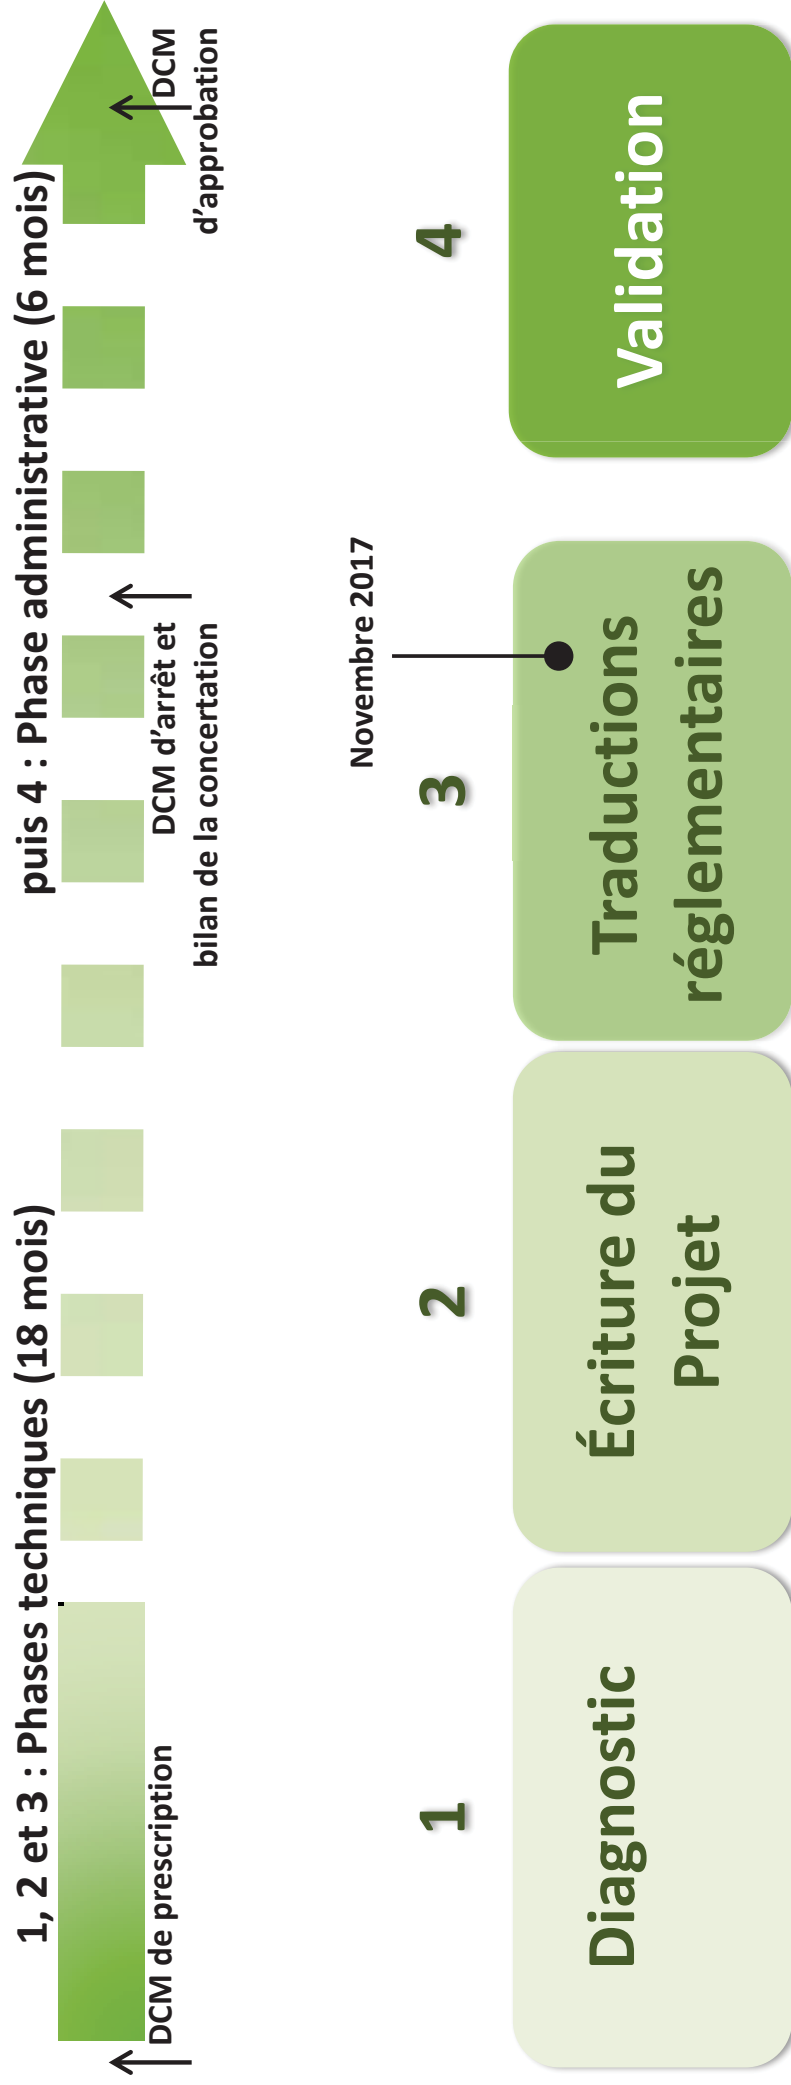 1, 2 et 3 : Phases techniques (18 mois)
puis 4 : Phase administrative (6 mois)
DCM de prescription
DCM d'arrêt et
bilan de la concertation
DCM
d’approbation
Novembre 2017
1
2
3
4
Diagnostic
Écriture du
Projet
Traductions
réglementaires
Validation